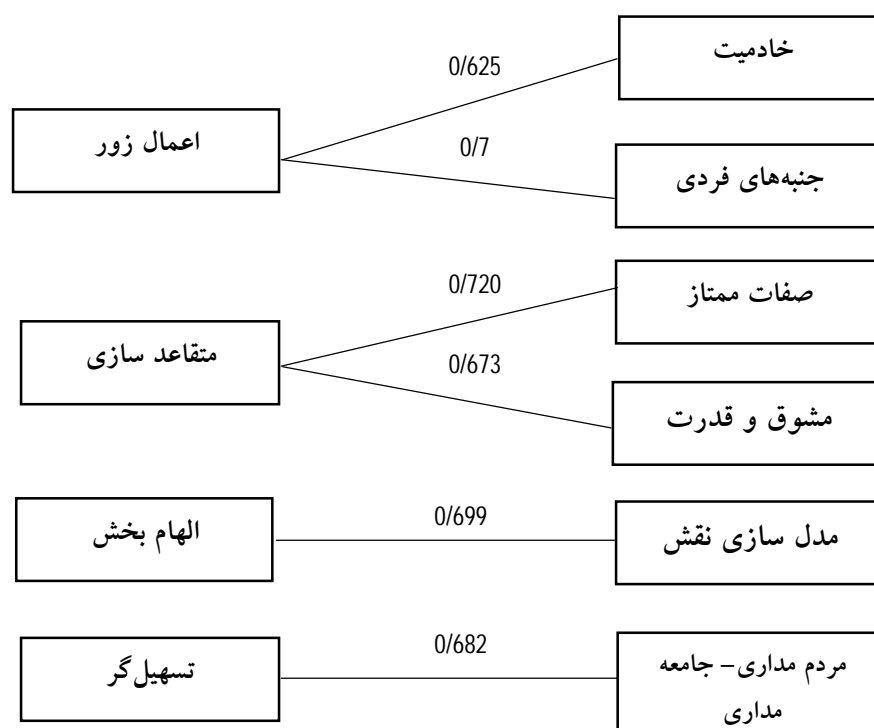 خادمیت
0/625
اعمال زور
0/7
جنبه‌های فردی
0/720
صفات ممتاز
متقاعد سازی
0/673
مشوق و قدرت
0/699
الهام بخش
مدل سازی نقش
0/682
تسهیل‌گر
مردم مداری– جامعه
مداری